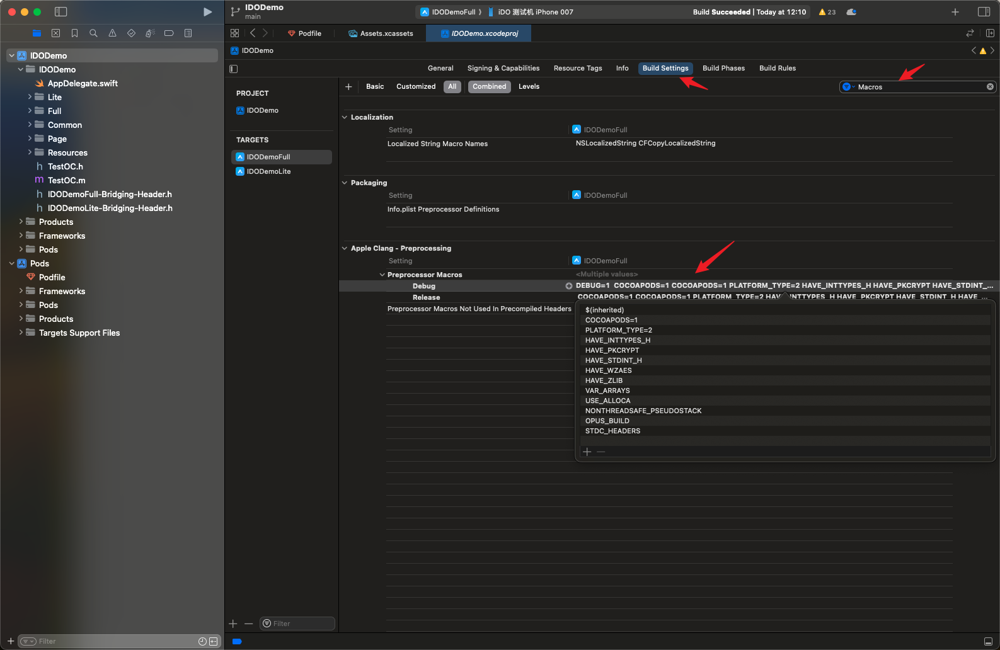 IDODemo
main
IDODemoFull 〉 iDO 测试机 iPhone 007
Build Succeeded | Today at 12:10
23
Podfile
Assets.xcassets
IDODemo.xcodeproj
IDODemo
General
Signing & Capabilities
Resource Tags
Info
Build Settings
Build Phases
Build Rules
Basic
Customized
All
Combined
Levels
Macros
IDODemo
IDODemo
AppDelegate.swift
Lite
Full
Common
Page
Resources
h TestOC.h
m TestOC.m
h IDODemoFull-Bridging-Header.h
h IDODemoLite-Bridging-Header.h
Products
Frameworks
Pods
Pods
Podfile
Frameworks
Pods
Products
Targets Support Files
Filter
PROJECT
IDODemo
TARGETS
IDODemoFull
IDODemoLite
Filter
Localization
Setting
IDODemoFull
Localized String Macro Names
NSLocalizedString CFCopyLocalizedString
Packaging
Setting
IDODemoFull
Info.plist Preprocessor Definitions
Apple Clang - Preprocessing
Setting
IDODemoFull
Preprocessor Macros
<Multiple values>
Debug
DEBUG=1 COCOAPODS=1 COCOAPODS=1 PLATFORM_TYPE=2 HAVE_INTTYPES_H HAVE_PKCRYPT HAVE_STDINT_...
Release
COCOAPODS=1 COCOAPODS=1 PLATFORM_TYPE=2 HAVE_INTTYPES_H HAVE_PKCRYPT HAVE_STDINT_H HAVE_...
Preprocessor Macros Not Used In Precompiled Headers
$(inherited)
COCOAPODS=1
PLATFORM_TYPE=2
HAVE_INTTYPES_H
HAVE_PKCRYPT
HAVE_STDINT_H
HAVE_WZAES
HAVE_ZLIB
VAR_ARRAYS
USE_ALLOCA
NONTHREADSAFE_PSEUDOSTACK
OPUS_BUILD
STDC_HEADERS